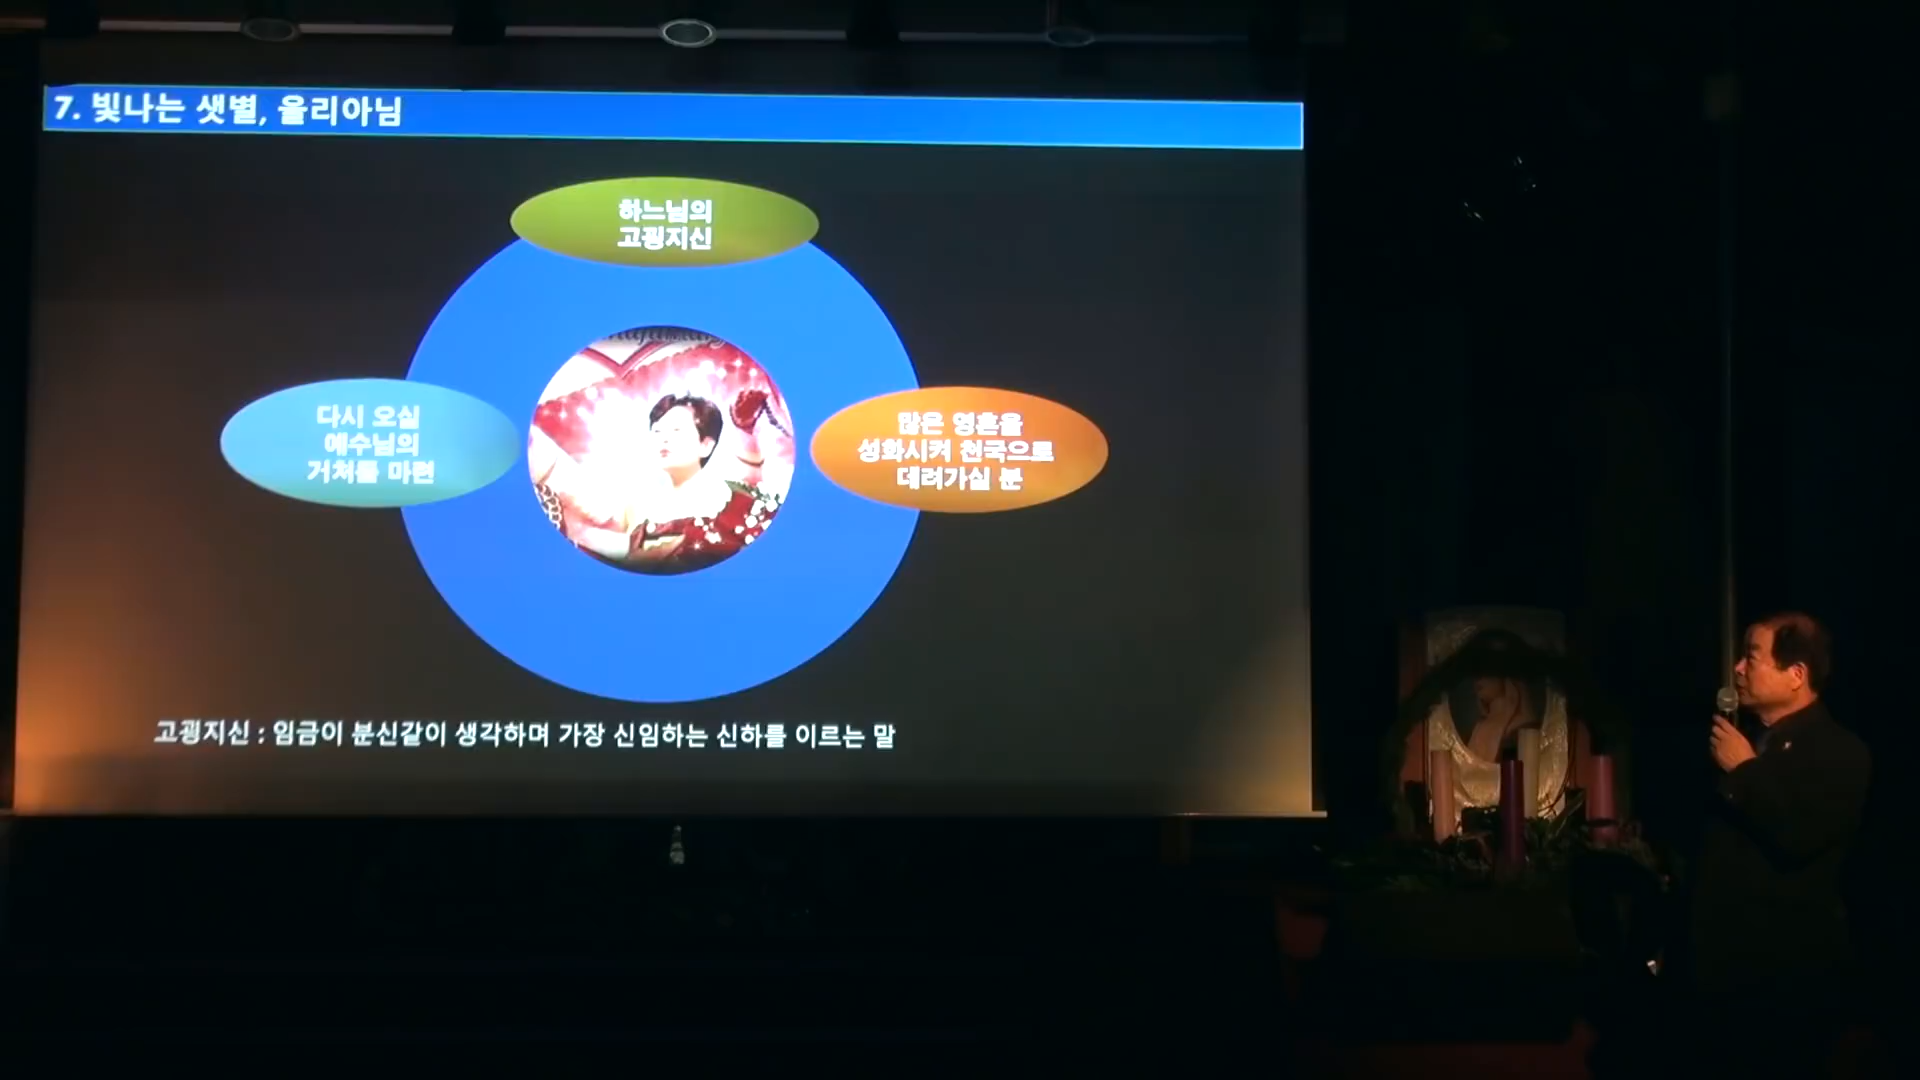 7. 빛나는 샛별, 율리아님
하느님의
고굉지신
다시 오실
예수님의
거처를 마련
많은 영혼을
성화시켜 천국으로
데려가실 분
고굉지신 : 임금이 분신같이 생각하며 가장 신임하는 신하를 이르는 말